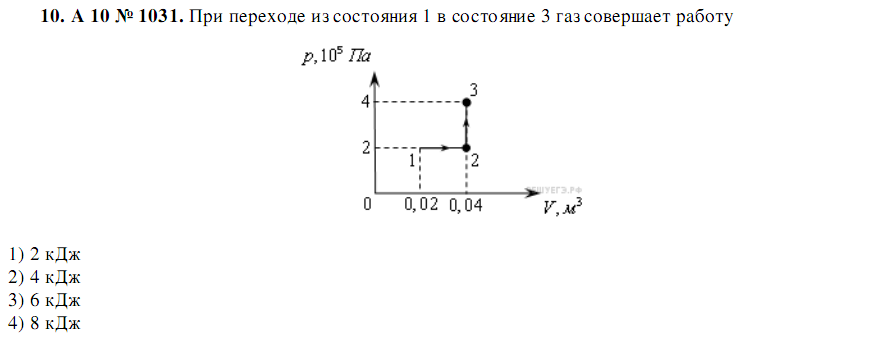 10. А 10 № 1031. При переходе из состояния 1 в состояние 3 газ совершает работу
p, 10⁵ Па
4
3
2
1
2
0
0,02
0,04
V, м³
РЕШУЕГЭ.РФ
1) 2 кДж
2) 4 кДж
3) 6 кДж
4) 8 кДж